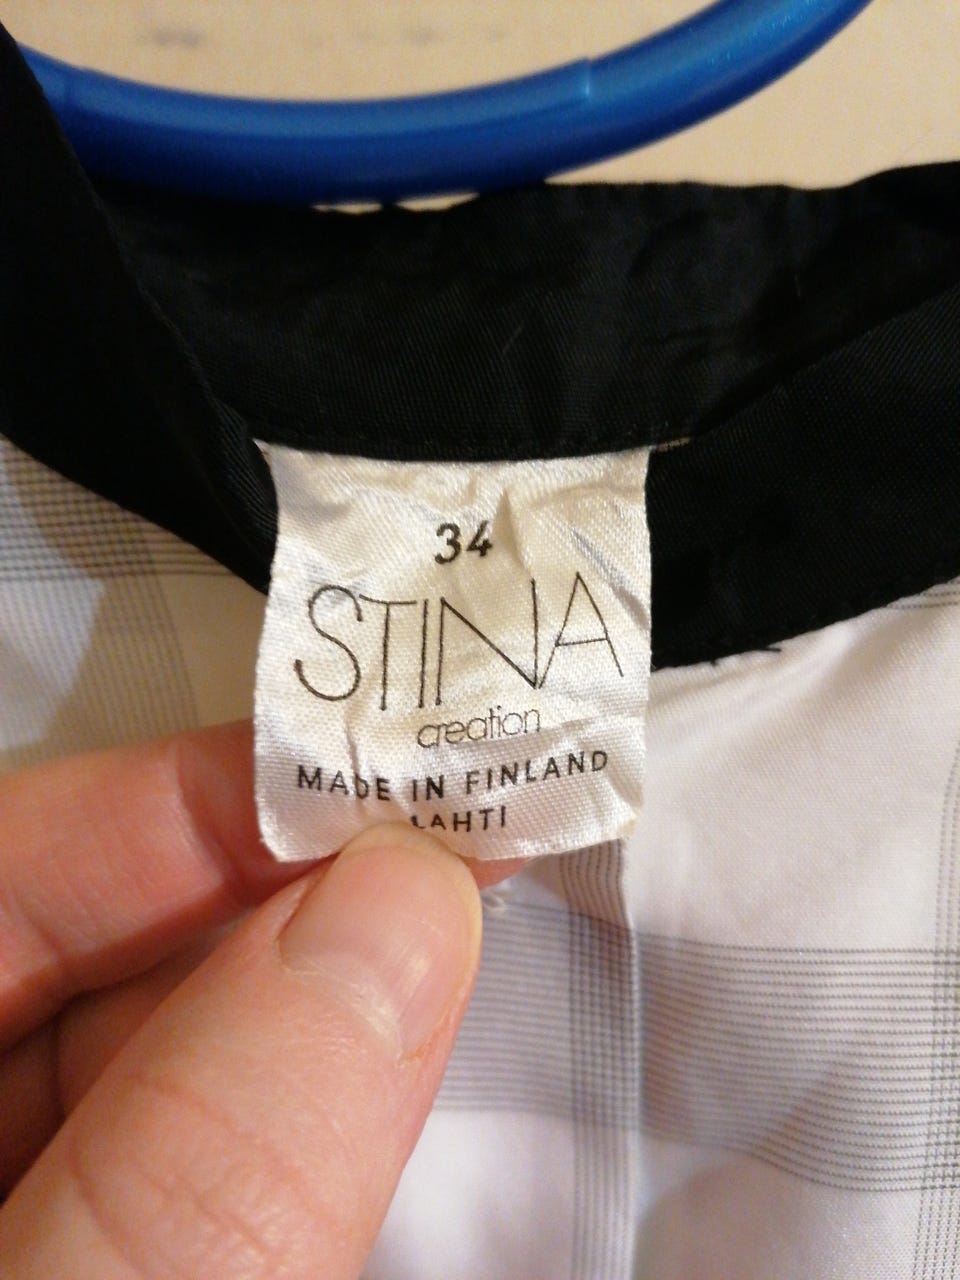 34
STINA
creation
MADE IN FINLAND
LAHTI